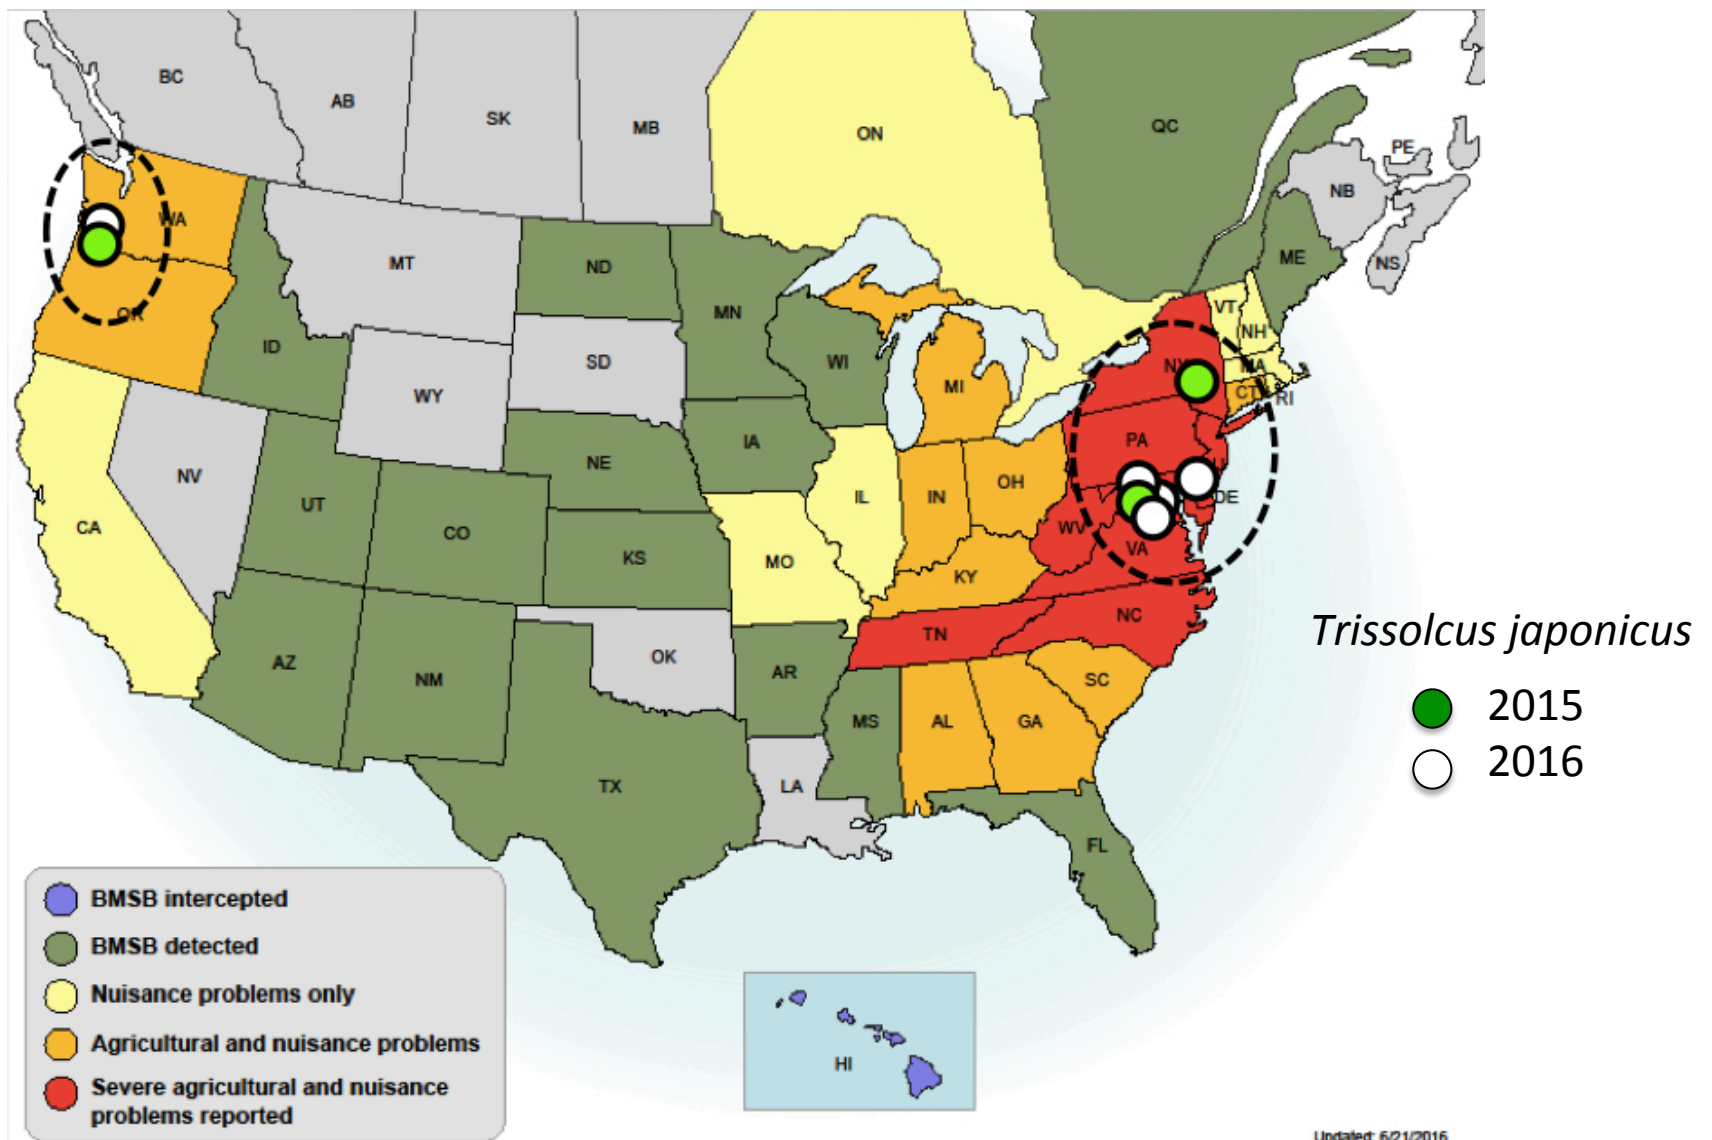 BC
AB
SK
MB
ON
QC
PE
NB
NS
ME
WA
MT
ND
MN
VT
NH
OR
ID
SD
WI
MI
NY
MA
CT
RI
WY
IA
PA
NV
NE
IL
IN
OH
DE
CA
UT
CO
KS
MO
WV
VA
KY
NC
TN
AZ
NM
OK
AR
SC
MS
AL
GA
TX
LA
FL
HI
Trissolcus japonicus
2015
2016
BMSB intercepted
BMSB detected
Nuisance problems only
Agricultural and nuisance problems
Severe agricultural and nuisance
problems reported
Updated: 6/21/2016